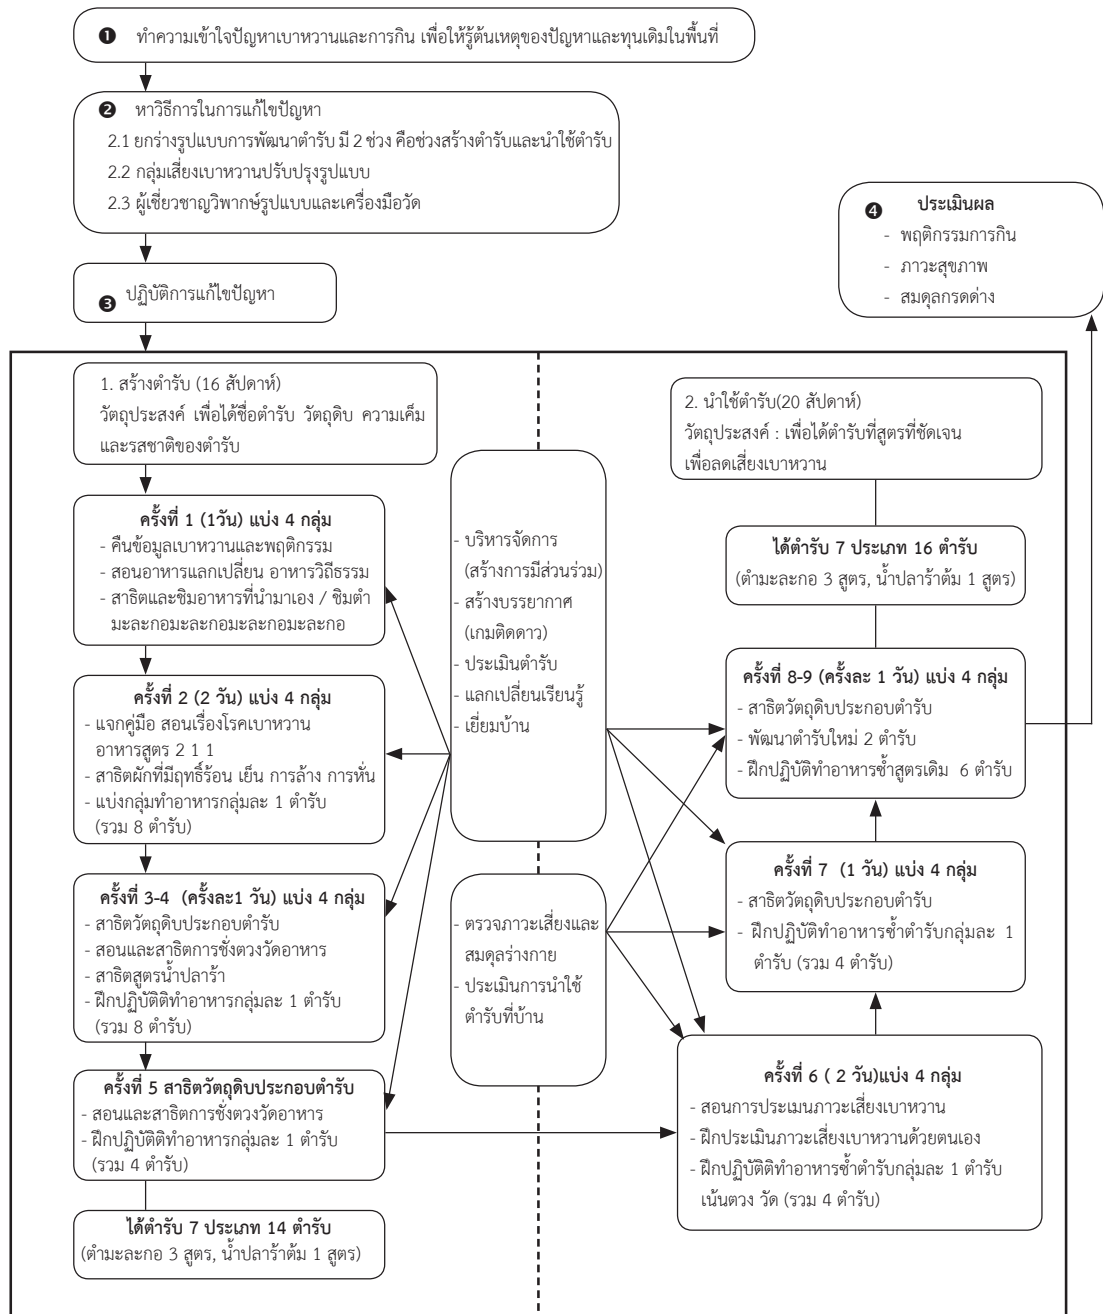 ❶ ทำความเข้าใจปัญหาเบาหวานและการกิน เพื่อให้รู้ต้นเหตุของปัญหาและทุนเดิมในพื้นที่
❷ หาวิธีการในการแก้ไขปัญหา
2.1 ยกร่างรูปแบบการพัฒนาตำรับ มี 2 ช่วง คือช่วงสร้างตำรับและนำใช้ตำรับ
2.2 กลุ่มเสี่ยงเบาหวานปรับปรุงรูปแบบ
2.3 ผู้เชี่ยวชาญวิพากษ์รูปแบบและเครื่องมือวัด
❸ ปฏิบัติการแก้ไขปัญหา
❹ ประเมินผล
- พฤติกรรมการกิน
- ภาวะสุขภาพ
- สมดุลกรดด่าง
1. สร้างตำรับ (16 สัปดาห์)
วัตถุประสงค์ เพื่อได้ชื่อตำรับ วัตถุดิบ ความเค็ม
และรสชาติของตำรับ
ครั้งที่ 1 (1วัน) แบ่ง 4 กลุ่ม
- คืนข้อมูลเบาหวานและพฤติกรรม
- สอนอาหารแลกเปลี่ยน อาหารวิถีธรรม
- สาธิตและชิมอาหารที่นำมาเอง / ชิมตำ
มะละกอมะละกอมะละกอมะละกอ
ครั้งที่ 2 (2 วัน) แบ่ง 4 กลุ่ม
- แจกคู่มือ สอนเรื่องโรคเบาหวาน
อาหารสูตร 2 1 1
- สาธิตผักที่มีฤทธิ์ร้อน เย็น การล้าง การหั่น
- แบ่งกลุ่มทำอาหารกลุ่มละ 1 ตำรับ
(รวม 8 ตำรับ)
ครั้งที่ 3-4 (ครั้งละ1 วัน) แบ่ง 4 กลุ่ม
- สาธิตวัตถุดิบประกอบตำรับ
- สอนและสาธิตการชั่งตวงวัดอาหาร
- สาธิตสูตรน้ำปลาร้า
- ฝึกปฏิบัติติทำอาหารกลุ่มละ 1 ตำรับ
(รวม 8 ตำรับ)
ครั้งที่ 5 สาธิตวัตถุดิบประกอบตำรับ
- สอนและสาธิตการชั่งตวงวัดอาหาร
- ฝึกปฏิบัติติทำอาหารกลุ่มละ 1 ตำรับ
(รวม 4 ตำรับ)
ได้ตำรับ 7 ประเภท 14 ตำรับ
(ตำมะละกอ 3 สูตร, น้ำปลาร้าต้ม 1 สูตร)
- บริหารจัดการ
(สร้างการมีส่วนร่วม)
- สร้างบรรยากาศ
(เกมติดดาว)
- ประเมินตำรับ
- แลกเปลี่ยนเรียนรู้
- เยี่ยมบ้าน
- ตรวจภาวะเสี่ยงและ
สมดุลร่างกาย
- ประเมินการนำใช้
ตำรับที่บ้าน
2. นำใช้ตำรับ(20 สัปดาห์)
วัตถุประสงค์ : เพื่อได้ตำรับที่สูตรที่ชัดเจน
เพื่อลดเสี่ยงเบาหวาน
ได้ตำรับ 7 ประเภท 16 ตำรับ
(ตำมะละกอ 3 สูตร, น้ำปลาร้าต้ม 1 สูตร)
ครั้งที่ 8-9 (ครั้งละ 1 วัน) แบ่ง 4 กลุ่ม
- สาธิตวัตถุดิบประกอบตำรับ
- พัฒนาตำรับใหม่ 2 ตำรับ
- ฝึกปฏิบัติทำอาหารซ้ำสูตรเดิม 6 ตำรับ
ครั้งที่ 7 (1 วัน) แบ่ง 4 กลุ่ม
- สาธิตวัตถุดิบประกอบตำรับ
- ฝึกปฏิบัติทำอาหารซ้ำตำรับกลุ่มละ 1
ตำรับ (รวม 4 ตำรับ)
ครั้งที่ 6 ( 2 วัน)แบ่ง 4 กลุ่ม
- สอนการประเมนภาวะเสี่ยงเบาหวาน
- ฝึกประเมินภาวะเสี่ยงเบาหวานด้วยตนเอง
- ฝึกปฏิบัติติทำอาหารซ้ำตำรับกลุ่มละ 1 ตำรับ
เน้นตวง วัด (รวม 4 ตำรับ)